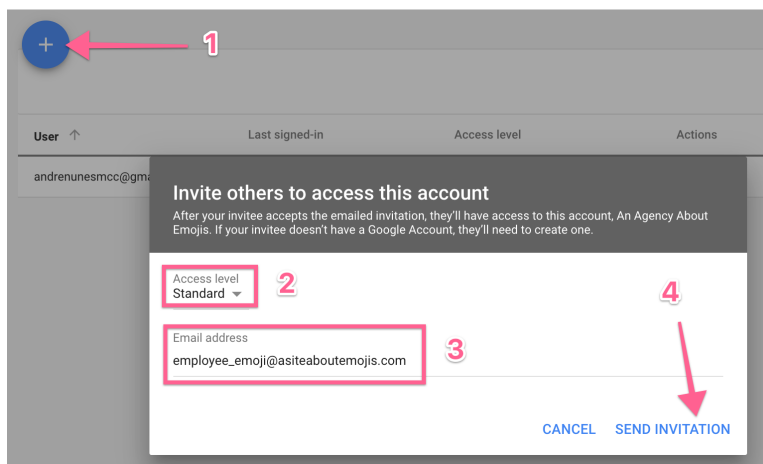 +
1
User ↑
Last signed-in
Access level
Actions
andrenunesmcc@gma
Invite others to access this account
After your invitee accepts the emailed invitation, they'll have access to this account, An Agency About
Emojis. If your invitee doesn't have a Google Account, they'll need to create one.
Access level
Standard
2
4
Email address
employee_emoji@asiteaboutemojis.com
3
CANCEL
SEND INVITATION